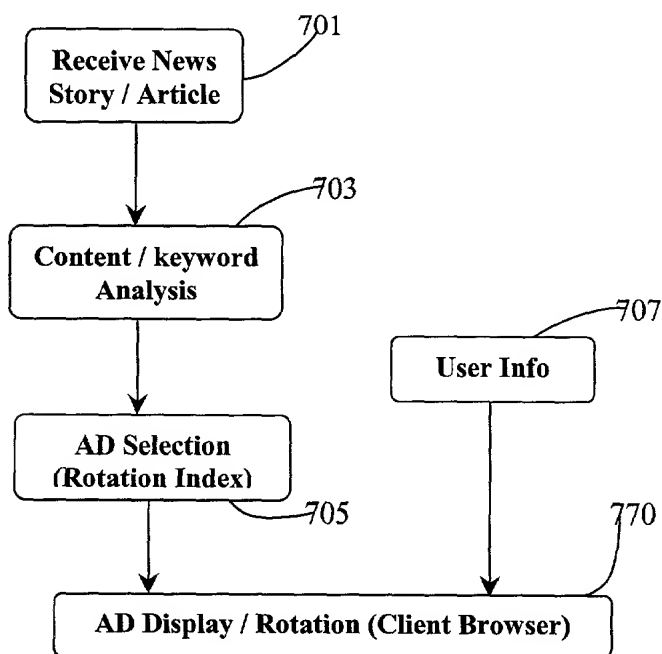 701
Receive News
Story / Article
703
Content / keyword
Analysis
707
User Info
AD Selection
(Rotation Index)
705
770
AD Display / Rotation (Client Browser)